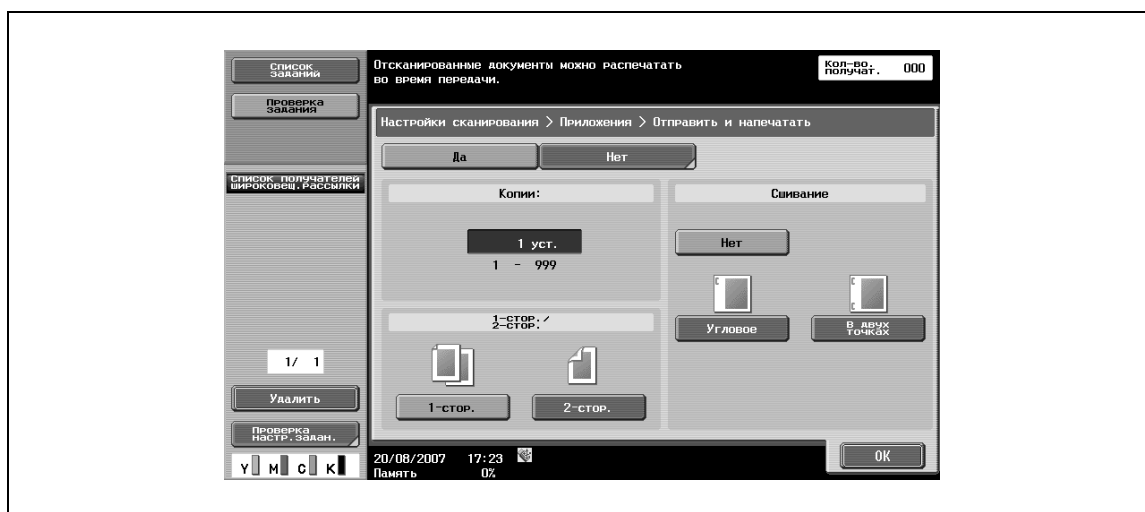 Список
заданий
Проверка
задания
Список получателей
широковещ.рассылки
1/ 1
Удалить
Проверка
настр.задан.
Y M C K
Отсканированные документы можно распечатать
во время передачи.
Кол-во.
получат. 000
Настройки сканирования > Приложения > Отправить и напечатать
Да Нет
Копии:
1 уст.
1 - 999
1-стор./
2-стор.
1-стор. 2-стор.
Сшивание
Нет
Угловое
В двух
точках
20/08/2007 17:23
Память 0%
OK